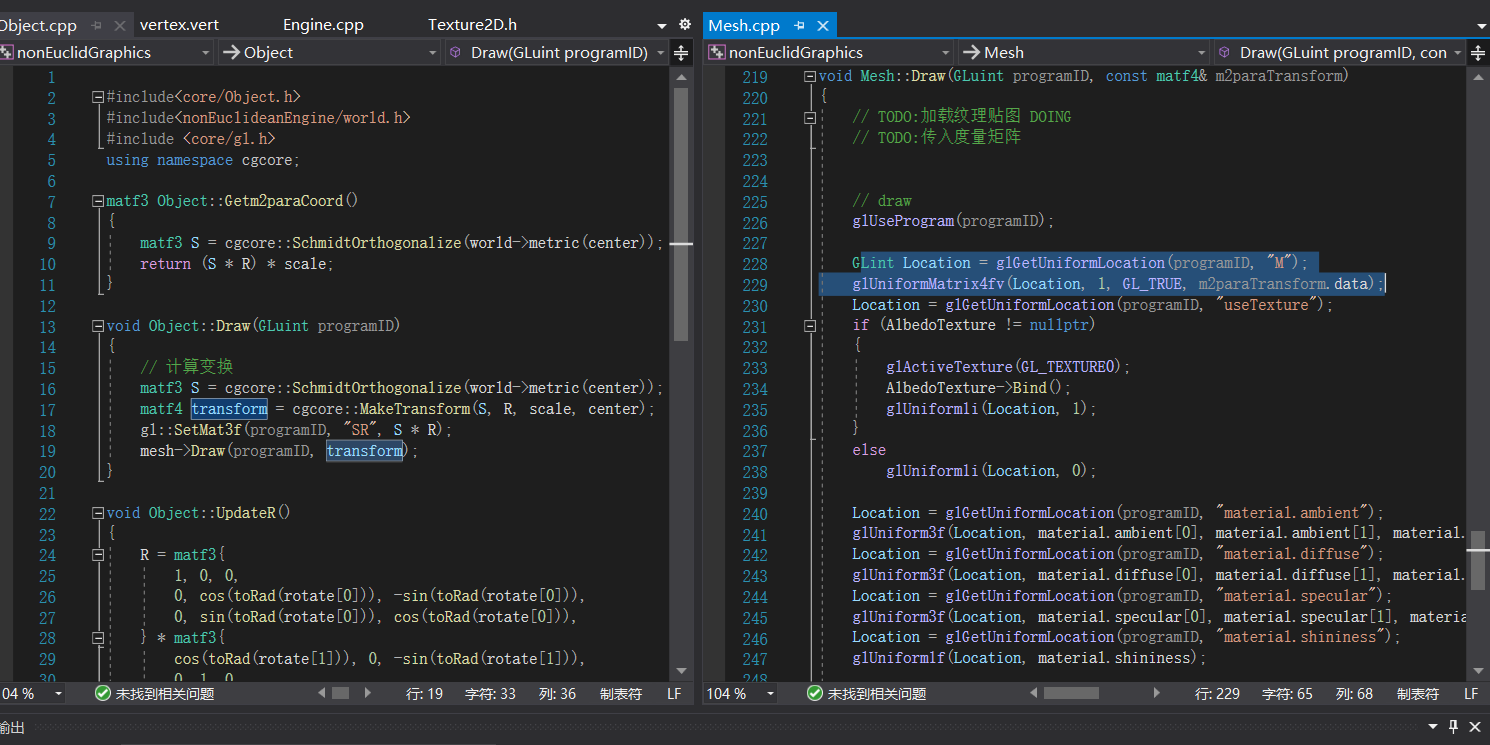 Object.cpp vertex.vert Engine.cpp Texture2D.h
nonEuclidGraphics Object Draw(GLuint programID)
1
2 #include<core/Object.h>
3 #include<nonEuclideanEngine/world.h>
4 #include <core/gl.h>
5 using namespace cgcore;
6
7 matf3 Object::Getm2paraCoord()
8 {
9 matf3 S = cgcore::SchmidtOrthogonalize(world->metric(center));
10 return (S * R) * scale;
11 }
12
13 void Object::Draw(GLuint programID)
14 {
15 // 计算变换
16 matf3 S = cgcore::SchmidtOrthogonalize(world->metric(center));
17 matf4 transform = cgcore::MakeTransform(S, R, scale, center);
18 gl::SetMat3f(programID, "SR", S * R);
19 mesh->Draw(programID, transform);
20 }
21
22 void Object::UpdateR()
23 {
24 R = matf3{
25 1, 0, 0,
26 0, cos(toRad(rotate[0])), -sin(toRad(rotate[0])),
27 0, sin(toRad(rotate[0])), cos(toRad(rotate[0])),
28 } * matf3{
29 cos(toRad(rotate[1])), 0, -sin(toRad(rotate[1])),
30 0, 1, 0,
04 % 未找到相关问题 行: 19 字符: 33 列: 36 制表符 LF
Mesh.cpp
nonEuclidGraphics Mesh Draw(GLuint programID, con
219 void Mesh::Draw(GLuint programID, const matf4& m2paraTransform)
220 {
221 // TODO:加载纹理贴图 DOING
222 // TODO:传入度量矩阵
223
224
225 // draw
226 glUseProgram(programID);
227
228 GLint Location = glGetUniformLocation(programID, "M");
229 glUniformMatrix4fv(Location, 1, GL_TRUE, m2paraTransform.data);
230 Location = glGetUniformLocation(programID, "useTexture");
231 if (AlbedoTexture != nullptr)
232 {
233 glActiveTexture(GL_TEXTURE0);
234 AlbedoTexture->Bind();
235 glUniform1i(Location, 1);
236 }
237 else
238 glUniform1i(Location, 0);
239
240 Location = glGetUniformLocation(programID, "material.ambient");
241 glUniform3f(Location, material.ambient[0], material.ambient[1], material.
242 Location = glGetUniformLocation(programID, "material.diffuse");
243 glUniform3f(Location, material.diffuse[0], material.diffuse[1], material.
244 Location = glGetUniformLocation(programID, "material.specular");
245 glUniform3f(Location, material.specular[0], material.specular[1], materia
246 Location = glGetUniformLocation(programID, "material.shininess");
247 glUniform1f(Location, material.shininess);
248
104 % 未找到相关问题 行: 229 字符: 65 列: 68 制表符 LF
输出